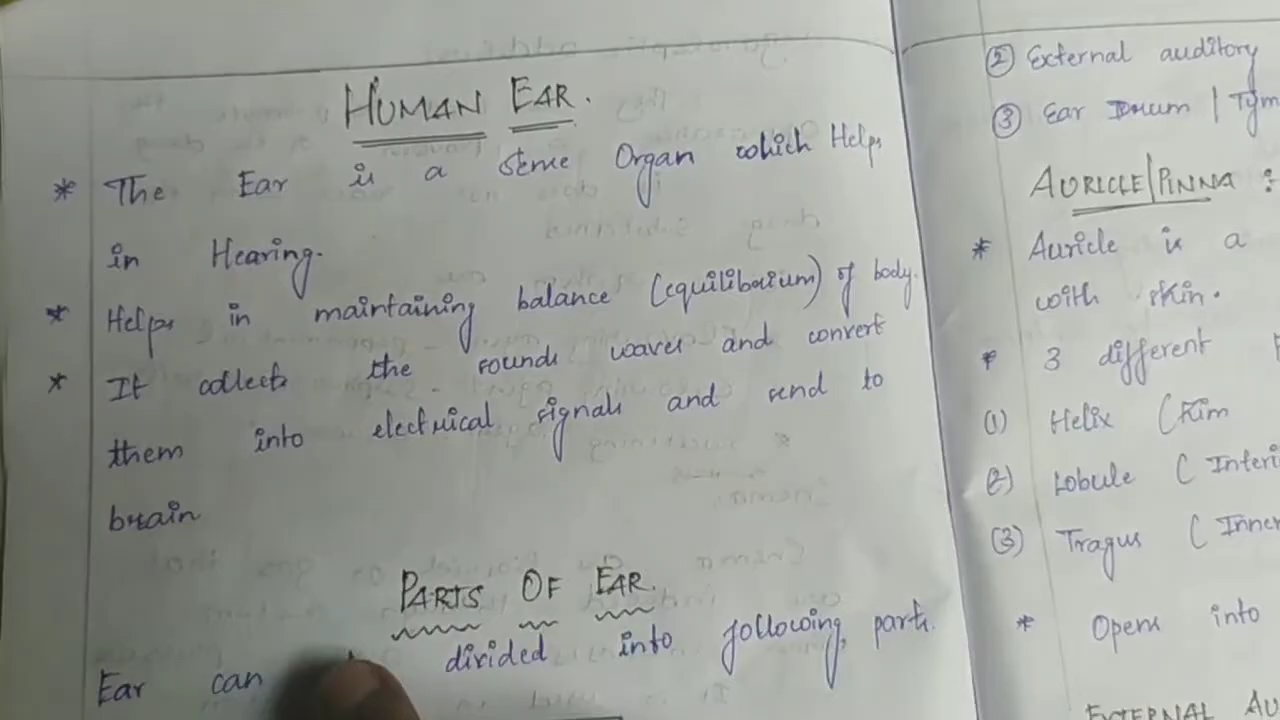 HUMAN EAR.
* The Ear is a sense Organ which Helps
in Hearing.
* Helps in maintaining balance (equilibrium) of body.
* It collects the sounds waves and convert
them into electrical signals and send to
brain
PARTS OF EAR.
Ear can divided into following parts.
② External auditory
③ Ear Drum | Tym
AURICLE|PINNA :
* Auricle is a
with skin.
* 3 different
(1) Helix (Rim
(2) Lobule (Inferi
(3) Tragus (Inner
* Opens into
EXTERNAL AU